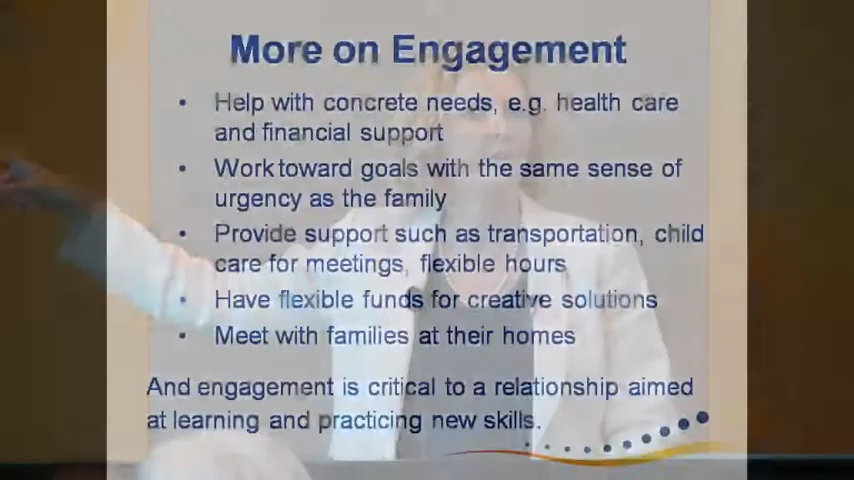 More on Engagement
• Help with concrete needs, e.g. health care
and financial support
• Work toward goals with the same sense of
urgency as the family
• Provide support such as transportation, child
care for meetings, flexible hours
• Have flexible funds for creative solutions
• Meet with families at their homes
And engagement is critical to a relationship aimed
at learning and practicing new skills.